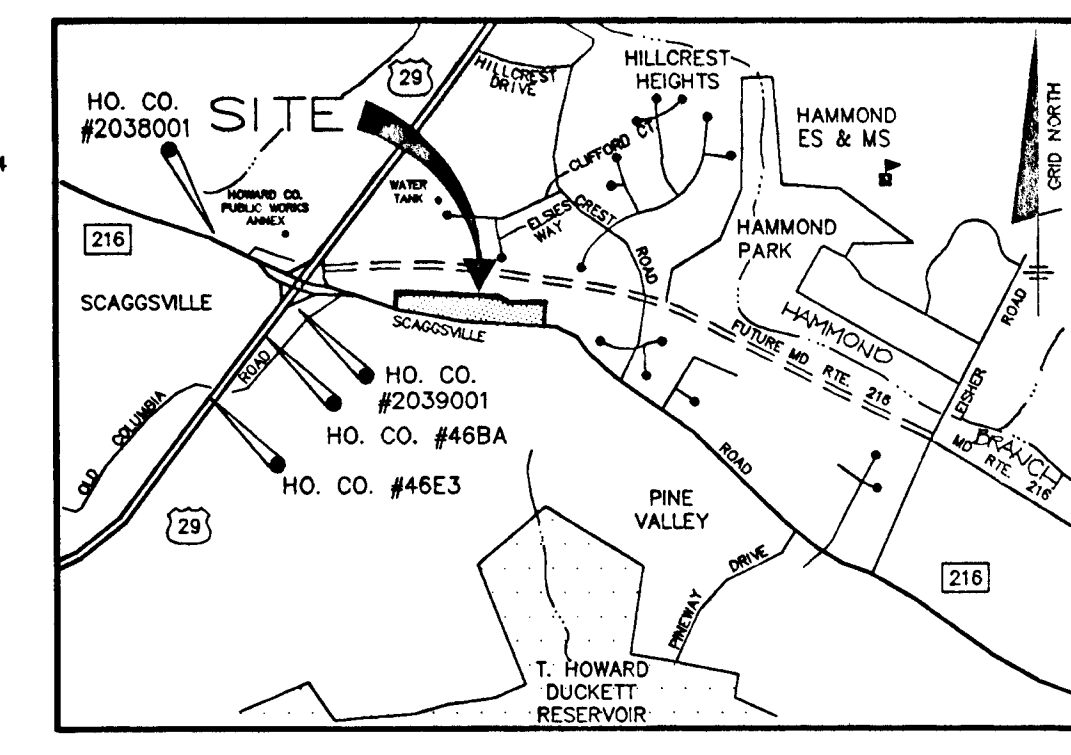 4
HO. CO.
#2038001
SITE
29
HILLCREST
DRIVE
HILLCREST
HEIGHTS
HAMMOND
ES & MS
GRID NORTH
CLIFFORD CT.
WATER
TANK
HOWARD CO.
PUBLIC WORKS
ANNEX
ELSIES CREST
WAY
ROAD
HAMMOND
PARK
216
SCAGGSVILLE
SCAGGSVILLE
ROAD
HAMMOND
BRANCH
FUTURE MD RTE. 216
LEISHER
ROAD
MD RTE. 216
OLD COLUMBIA
ROAD
HO. CO.
#2039001
HO. CO. #46BA
HO. CO. #46E3
29
PINE
VALLEY
PINEWAY
DRIVE
216
T. HOWARD
DUCKETT
RESERVOIR